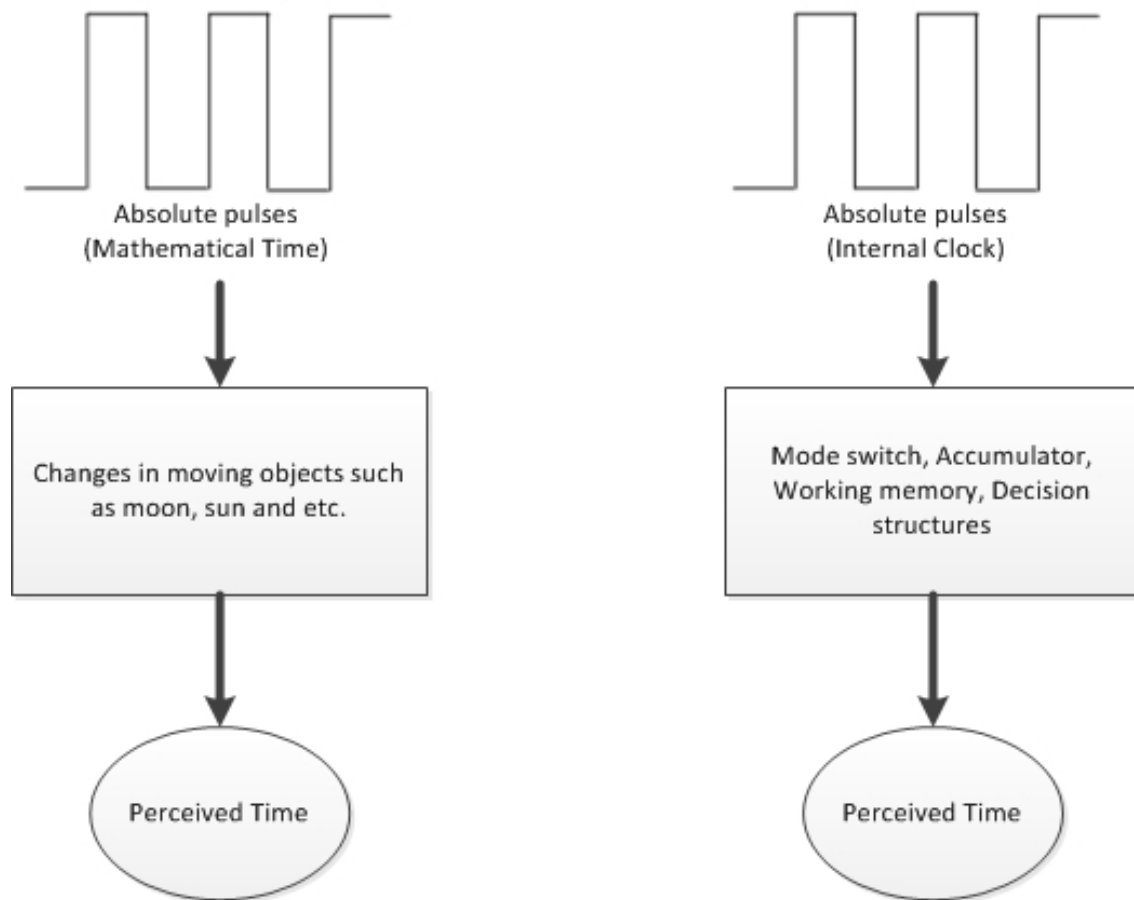 Absolute pulses
(Mathematical Time)
Changes in moving objects such
as moon, sun and etc.
Perceived Time
Absolute pulses
(Internal Clock)
Mode switch, Accumulator,
Working memory, Decision
structures
Perceived Time